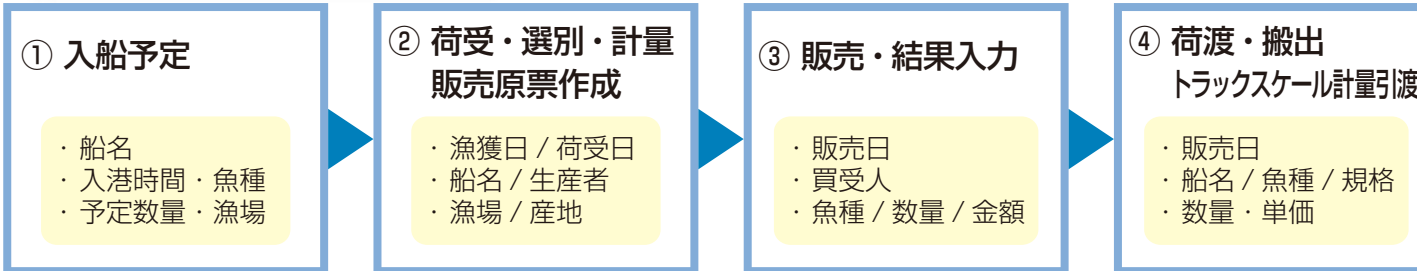 ① 入船予定
・船名
・入港時間・魚種
・予定数量・漁場
② 荷受・選別・計量
販売原票作成
・漁獲日 / 荷受日
・船名 / 生産者
・漁場 / 産地
③ 販売・結果入力
・販売日
・買受人
・魚種 / 数量 / 金額
④ 荷渡・搬出
トラックスケール計量引渡
・販売日
・船名 / 魚種 / 規格
・数量・単価